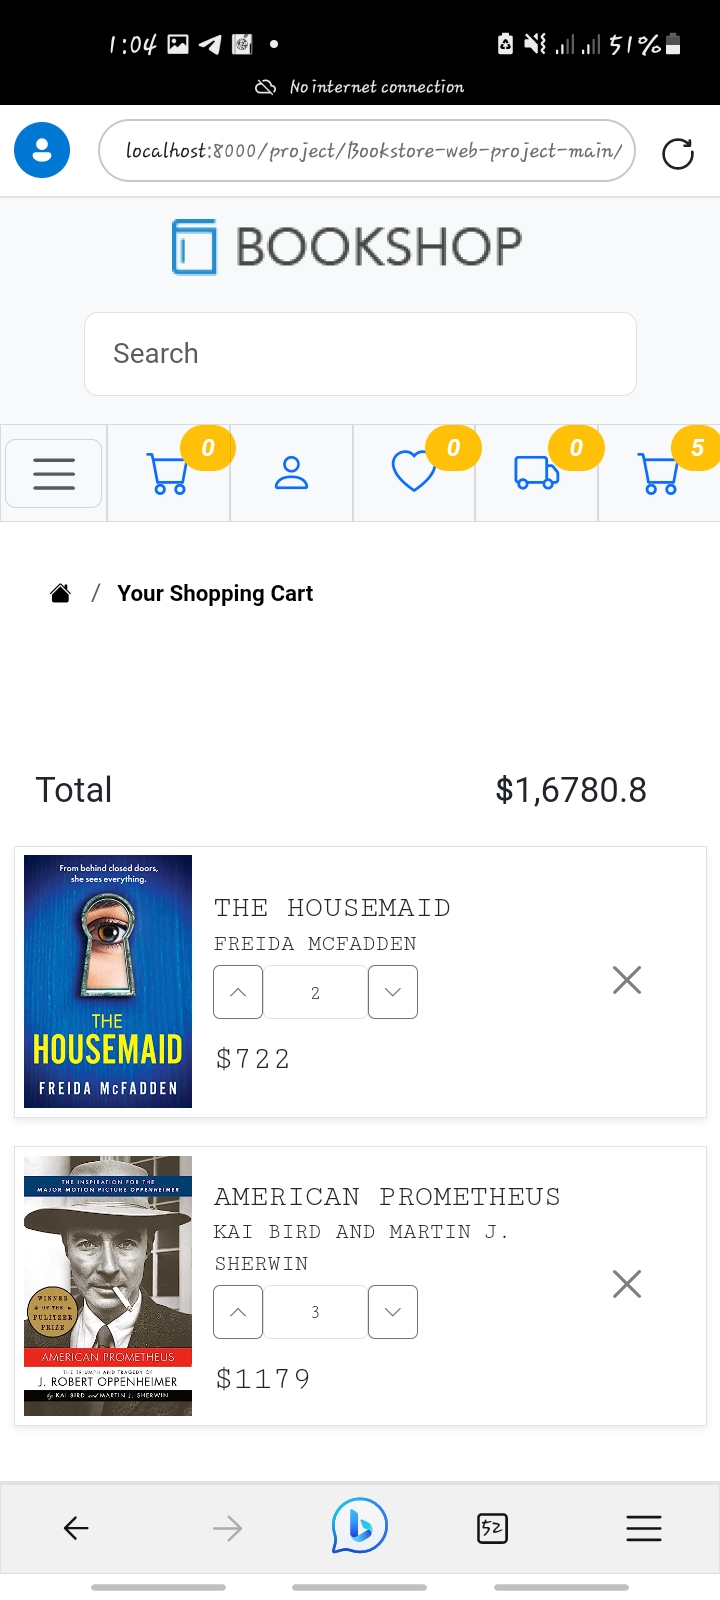 1:04
51%
No internet connection
localhost:8000/project/Bookstore-web-project-main/
BOOKSHOP
Search
0
0
0
5
/ Your Shopping Cart
Total $1,6780.8
From behind closed doors,
she sees everything.
THE
HOUSEMAID
FREIDA McFADDEN
THE HOUSEMAID
FREIDA MCFADDEN
2
$722
THE INSPIRATION FOR THE
MAJOR MOTION PICTURE OPPENHEIMER
WINNER
OF THE
PULITZER
PRIZE
AMERICAN PROMETHEUS
THE TRIUMPH AND TRAGEDY OF
J. ROBERT OPPENHEIMER
by KAI BIRD and MARTIN J. SHERWIN
AMERICAN PROMETHEUS
KAI BIRD AND MARTIN J.
SHERWIN
3
$1179
52